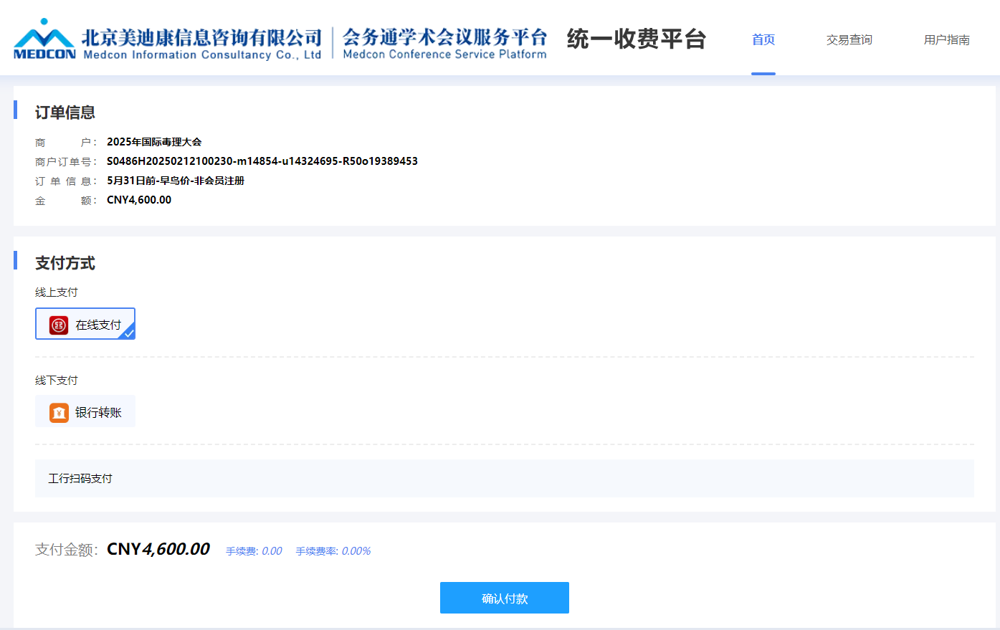 MEDCON
北京美迪康信息咨询有限公司
Medcon Information Consultancy Co., Ltd
会务通学术会议服务平台
Medcon Conference Service Platform
统一收费平台
首页
交易查询
用户指南
订单信息
商户： 2025年国际毒理大会
商户订单号： S0486H20250212100230-m14854-u14324695-R50o19389453
订单信息： 5月31日前-早鸟价-非会员注册
金额： CNY4,600.00
支付方式
线上支付
在线支付
线下支付
银行转账
工行扫码支付
支付金额： CNY4,600.00 手续费: 0.00 手续费率: 0.00%
确认付款